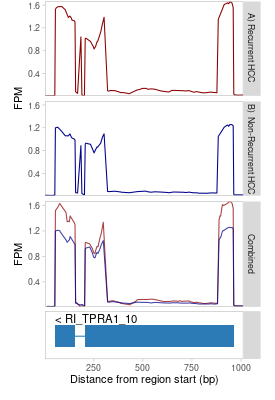 1.6
1.2
0.8
0.4
FPM
A) Recurrent HCC
1.6
1.2
0.8
0.4
B) Non-Recurrent HCC
1.6
1.2
0.8
0.4
FPM
Combined
< RI_TPRA1_10
250 500 750 1000
Distance from region start (bp)